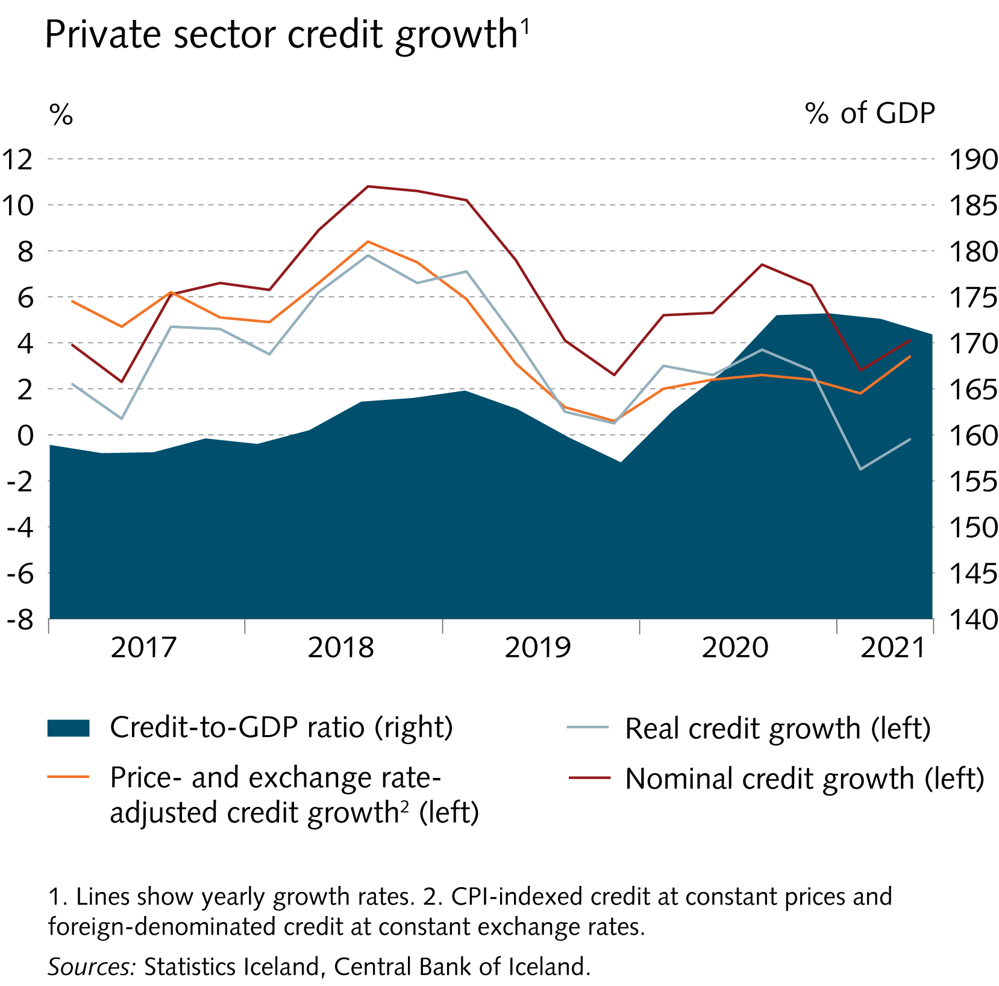 Private sector credit growth¹
%
% of GDP
12
190
10
185
8
180
6
175
4
170
2
165
0
160
-2
155
-4
150
-6
145
-8
140
2017
2018
2019
2020
2021
Credit-to-GDP ratio (right)
Price- and exchange rate-
adjusted credit growth² (left)
Real credit growth (left)
Nominal credit growth (left)
1. Lines show yearly growth rates. 2. CPI-indexed credit at constant prices and
foreign-denominated credit at constant exchange rates.
Sources: Statistics Iceland, Central Bank of Iceland.